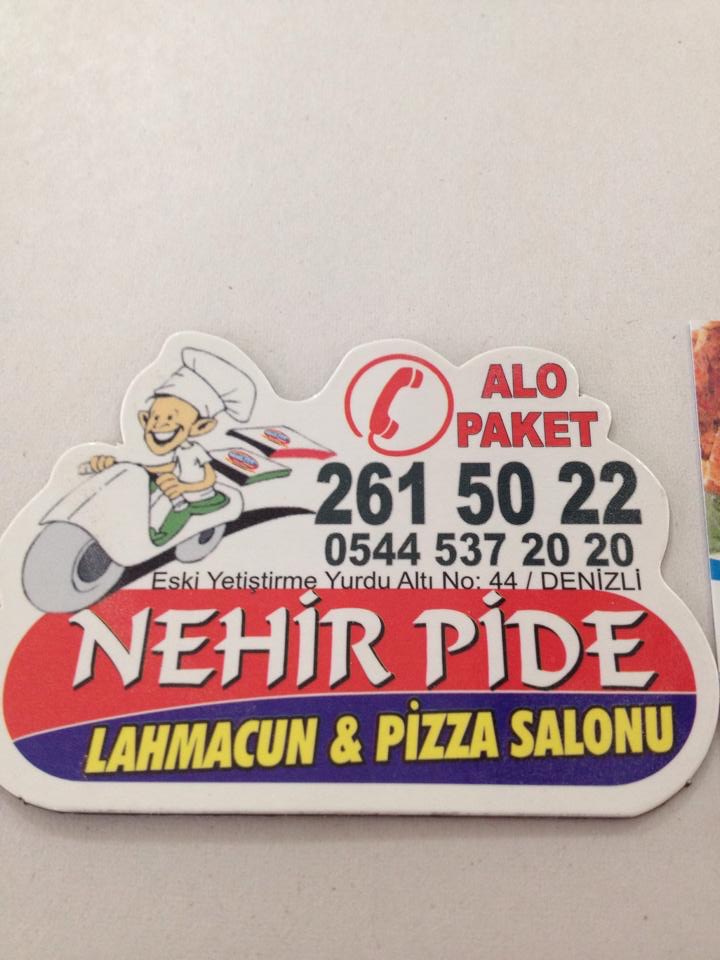 ALO
PAKET
261 50 22
0544 537 20 20
Eski Yetiştirme Yurdu Altı No: 44 / DENİZLİ
NEHİR PİDE
LAHMACUN & PİZZA SALONU